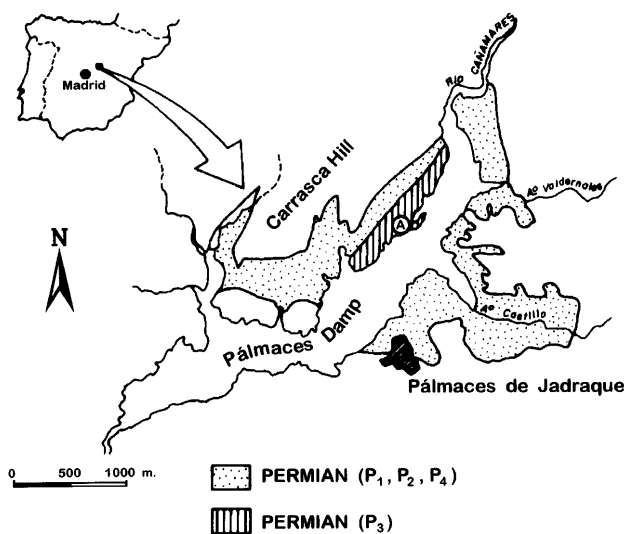 Madrid
RÍO CAÑAMARES
Carrasca Hill
Aº Valdernoles
A
N
Aº Castillo
Pálmaces Damp
Pálmaces de Jadraque
0 500 1000 m.
PERMIAN (P1, P2, P4)
PERMIAN (P3)